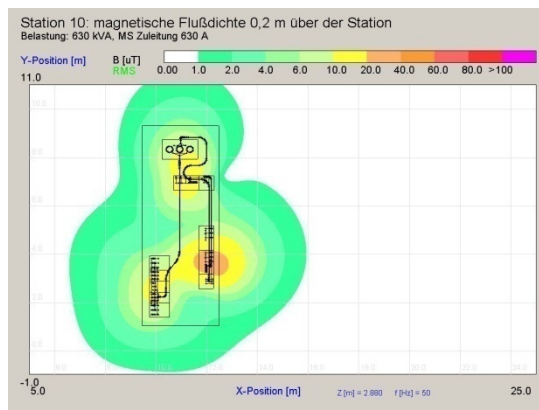 Station 10: magnetische Flußdichte 0,2 m über der Station
Belastung: 630 kVA, MS Zuleitung 630 A
Y-Position [m]
B [uT]
RMS
0.00 1.0 2.0 4.0 6.0 10.0 20.0 40.0 60.0 80.0 >100
11.0
-1.0
5.0
X-Position [m]
Z [m] = 2.880 f [Hz] = 50
25.0